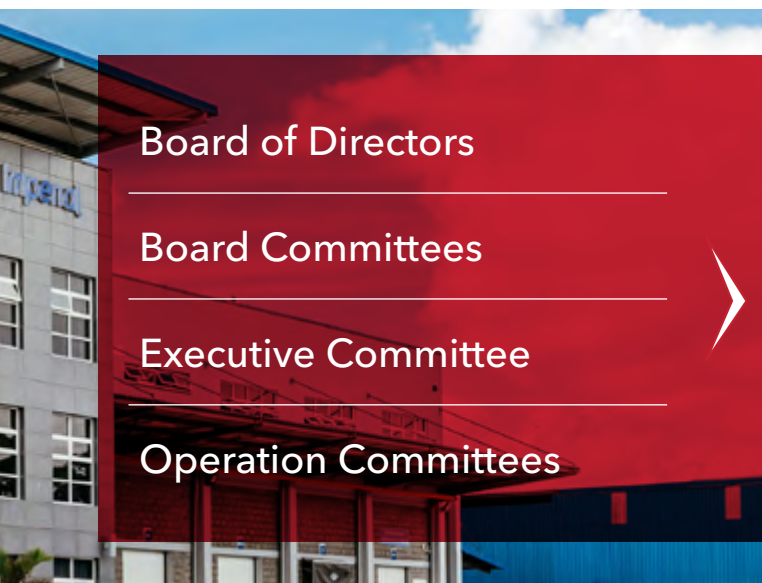 Board of Directors
Board Committees
Executive Committee
Operation Committees